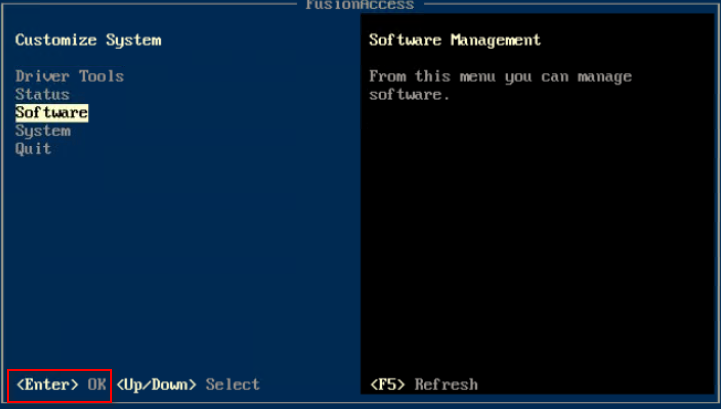 FusionAccess
Customize System
Driver Tools
Status
Software
System
Quit
Software Management
From this menu you can manage
software.
<Enter> OK <Up/Down> Select
<F5> Refresh